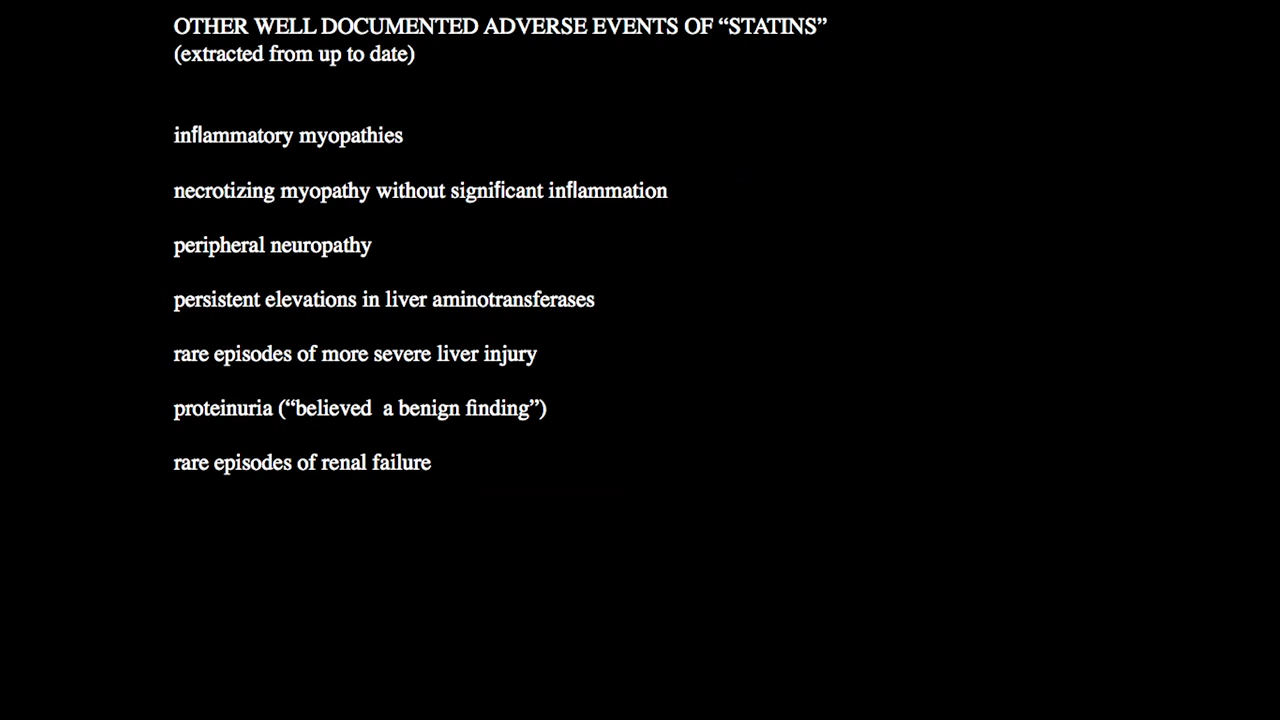 OTHER WELL DOCUMENTED ADVERSE EVENTS OF “STATINS”
(extracted from up to date)
inflammatory myopathies
necrotizing myopathy without significant inflammation
peripheral neuropathy
persistent elevations in liver aminotransferases
rare episodes of more severe liver injury
proteinuria (“believed  a benign finding”)
rare episodes of renal failure